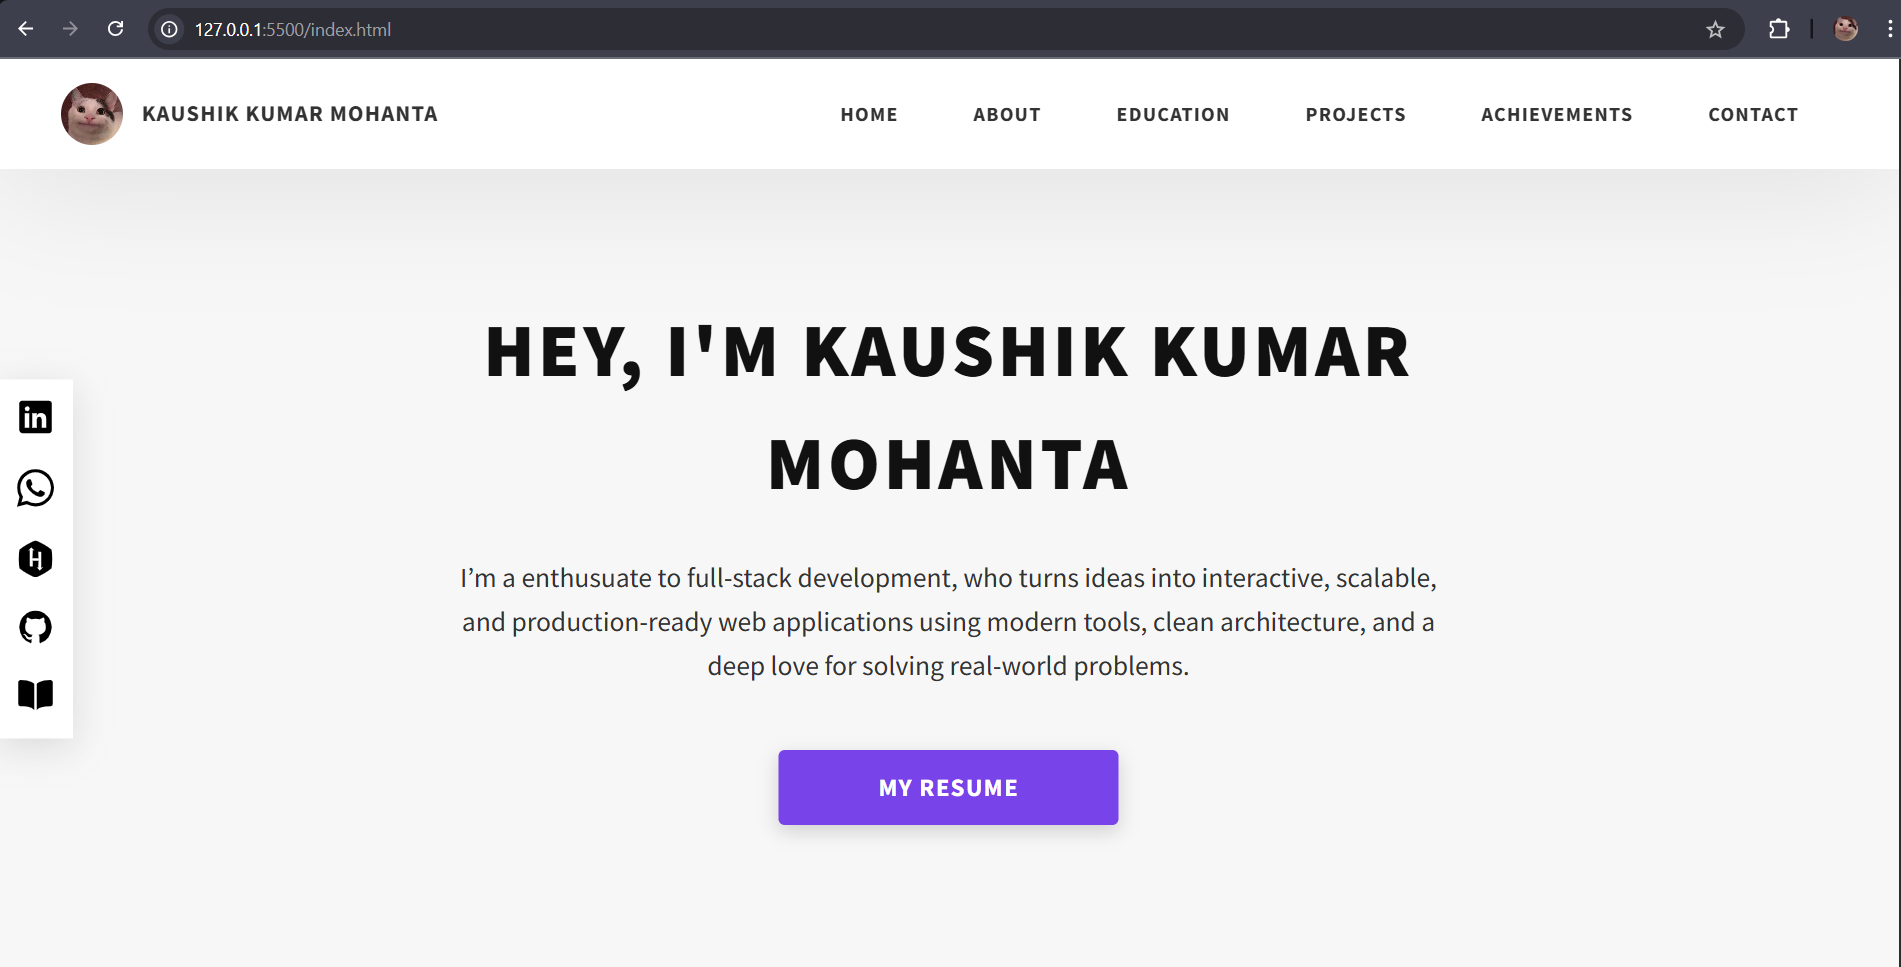 127.0.0.1:5500/index.html
KAUSHIK KUMAR MOHANTA
HOME ABOUT EDUCATION PROJECTS ACHIEVEMENTS CONTACT
HEY, I'M KAUSHIK KUMAR
MOHANTA
in
H
I’m a enthusuate to full-stack development, who turns ideas into interactive, scalable,
and production-ready web applications using modern tools, clean architecture, and a
deep love for solving real-world problems.
MY RESUME